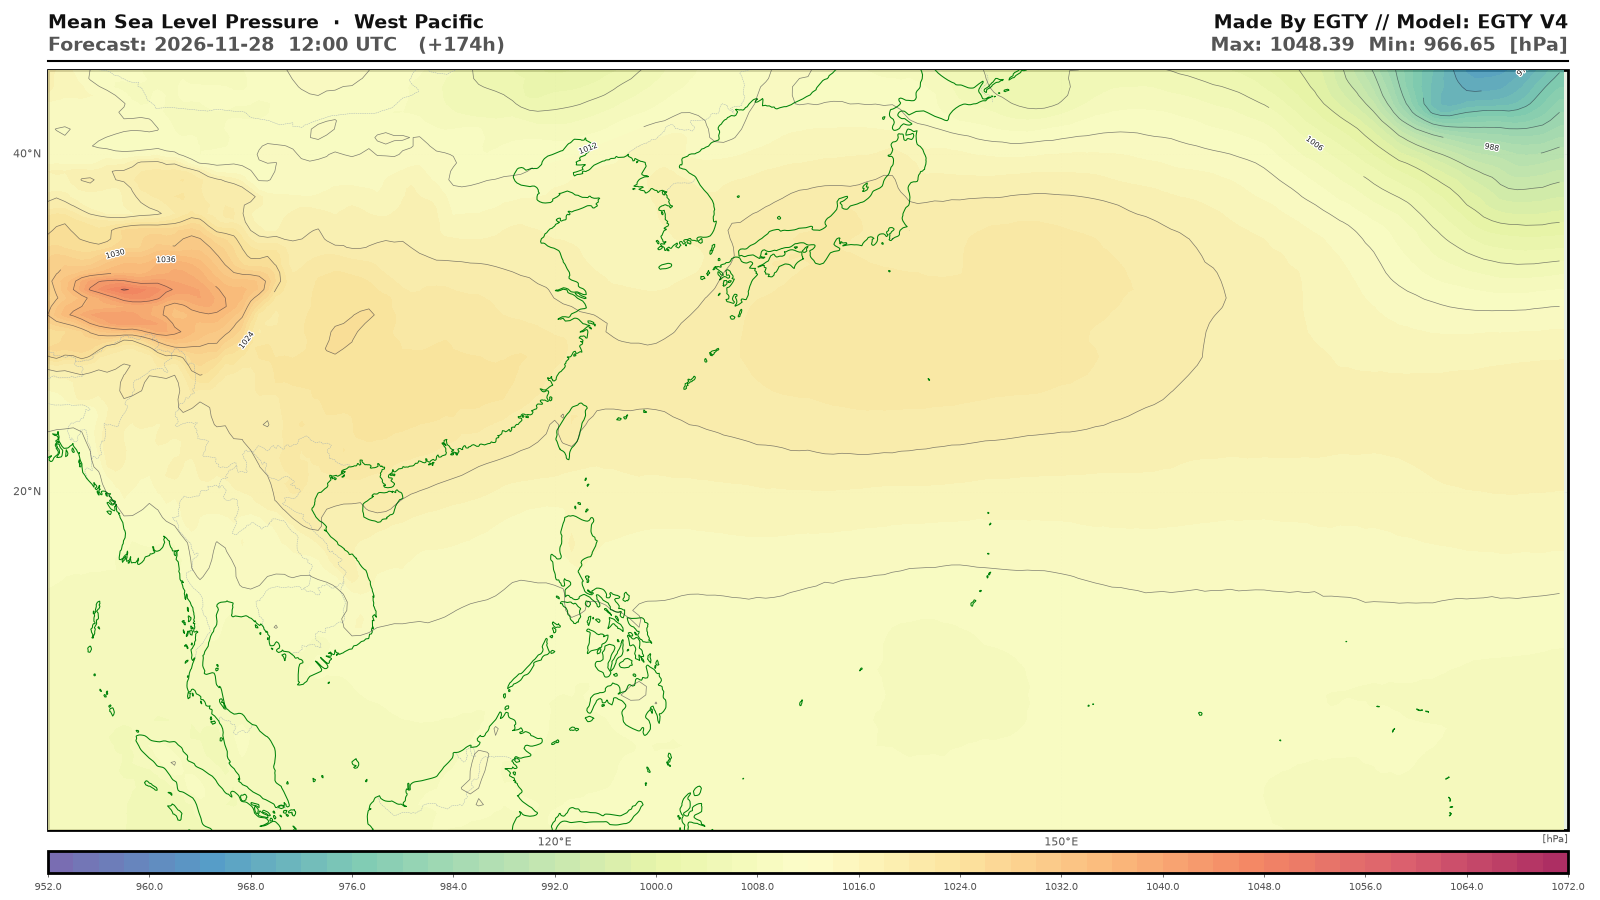 Mean Sea Level Pressure · West Pacific
Made By EGTY // Model: EGTY V4
Forecast: 2026-11-28 12:00 UTC (+174h)
Max: 1048.39 Min: 966.65 [hPa]
40°N
1012
1006
988
1030
1036
1024
20°N
120°E
150°E
[hPa]
952.0 960.0 968.0 976.0 984.0 992.0 1000.0 1008.0 1016.0 1024.0 1032.0 1040.0 1048.0 1056.0 1064.0 1072.0